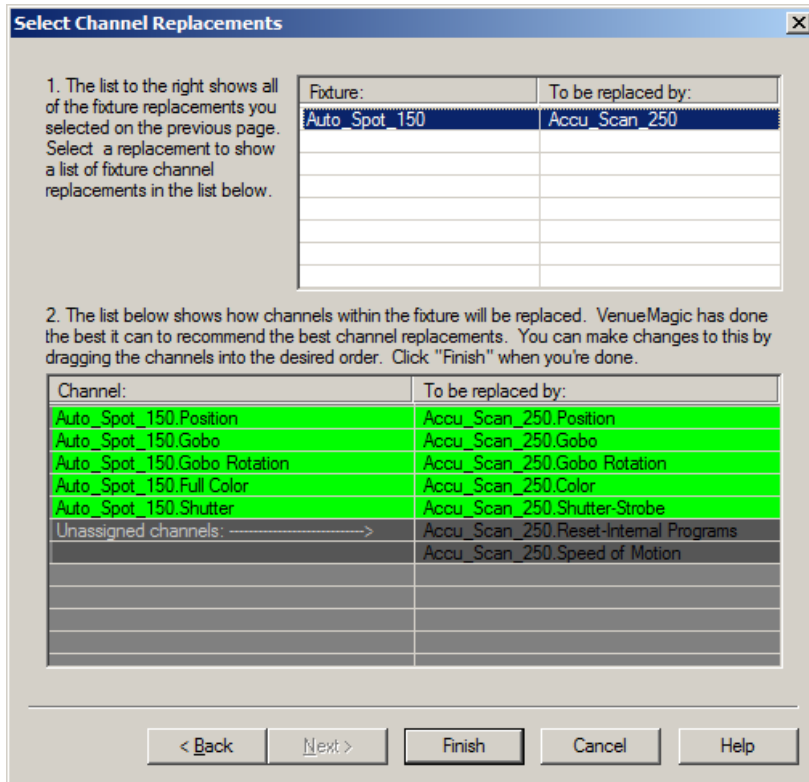 Select Channel Replacements
1. The list to the right shows all
of the fixture replacements you
selected on the previous page.
Select a replacement to show
a list of fixture channel
replacements in the list below.
Fixture: To be replaced by:
Auto_Spot_150 Accu_Scan_250
2. The list below shows how channels within the fixture will be replaced. VenueMagic has done
the best it can to recommend the best channel replacements. You can make changes to this by
dragging the channels into the desired order. Click "Finish" when you're done.
Channel: To be replaced by:
Auto_Spot_150.Position Accu_Scan_250.Position
Auto_Spot_150.Gobo Accu_Scan_250.Gobo
Auto_Spot_150.Gobo Rotation Accu_Scan_250.Gobo Rotation
Auto_Spot_150.Full Color Accu_Scan_250.Color
Auto_Spot_150.Shutter Accu_Scan_250.Shutter-Strobe
Unassigned channels: ---------------------------> Accu_Scan_250.Reset-Internal Programs
Accu_Scan_250.Speed of Motion
< Back Next > Finish Cancel Help